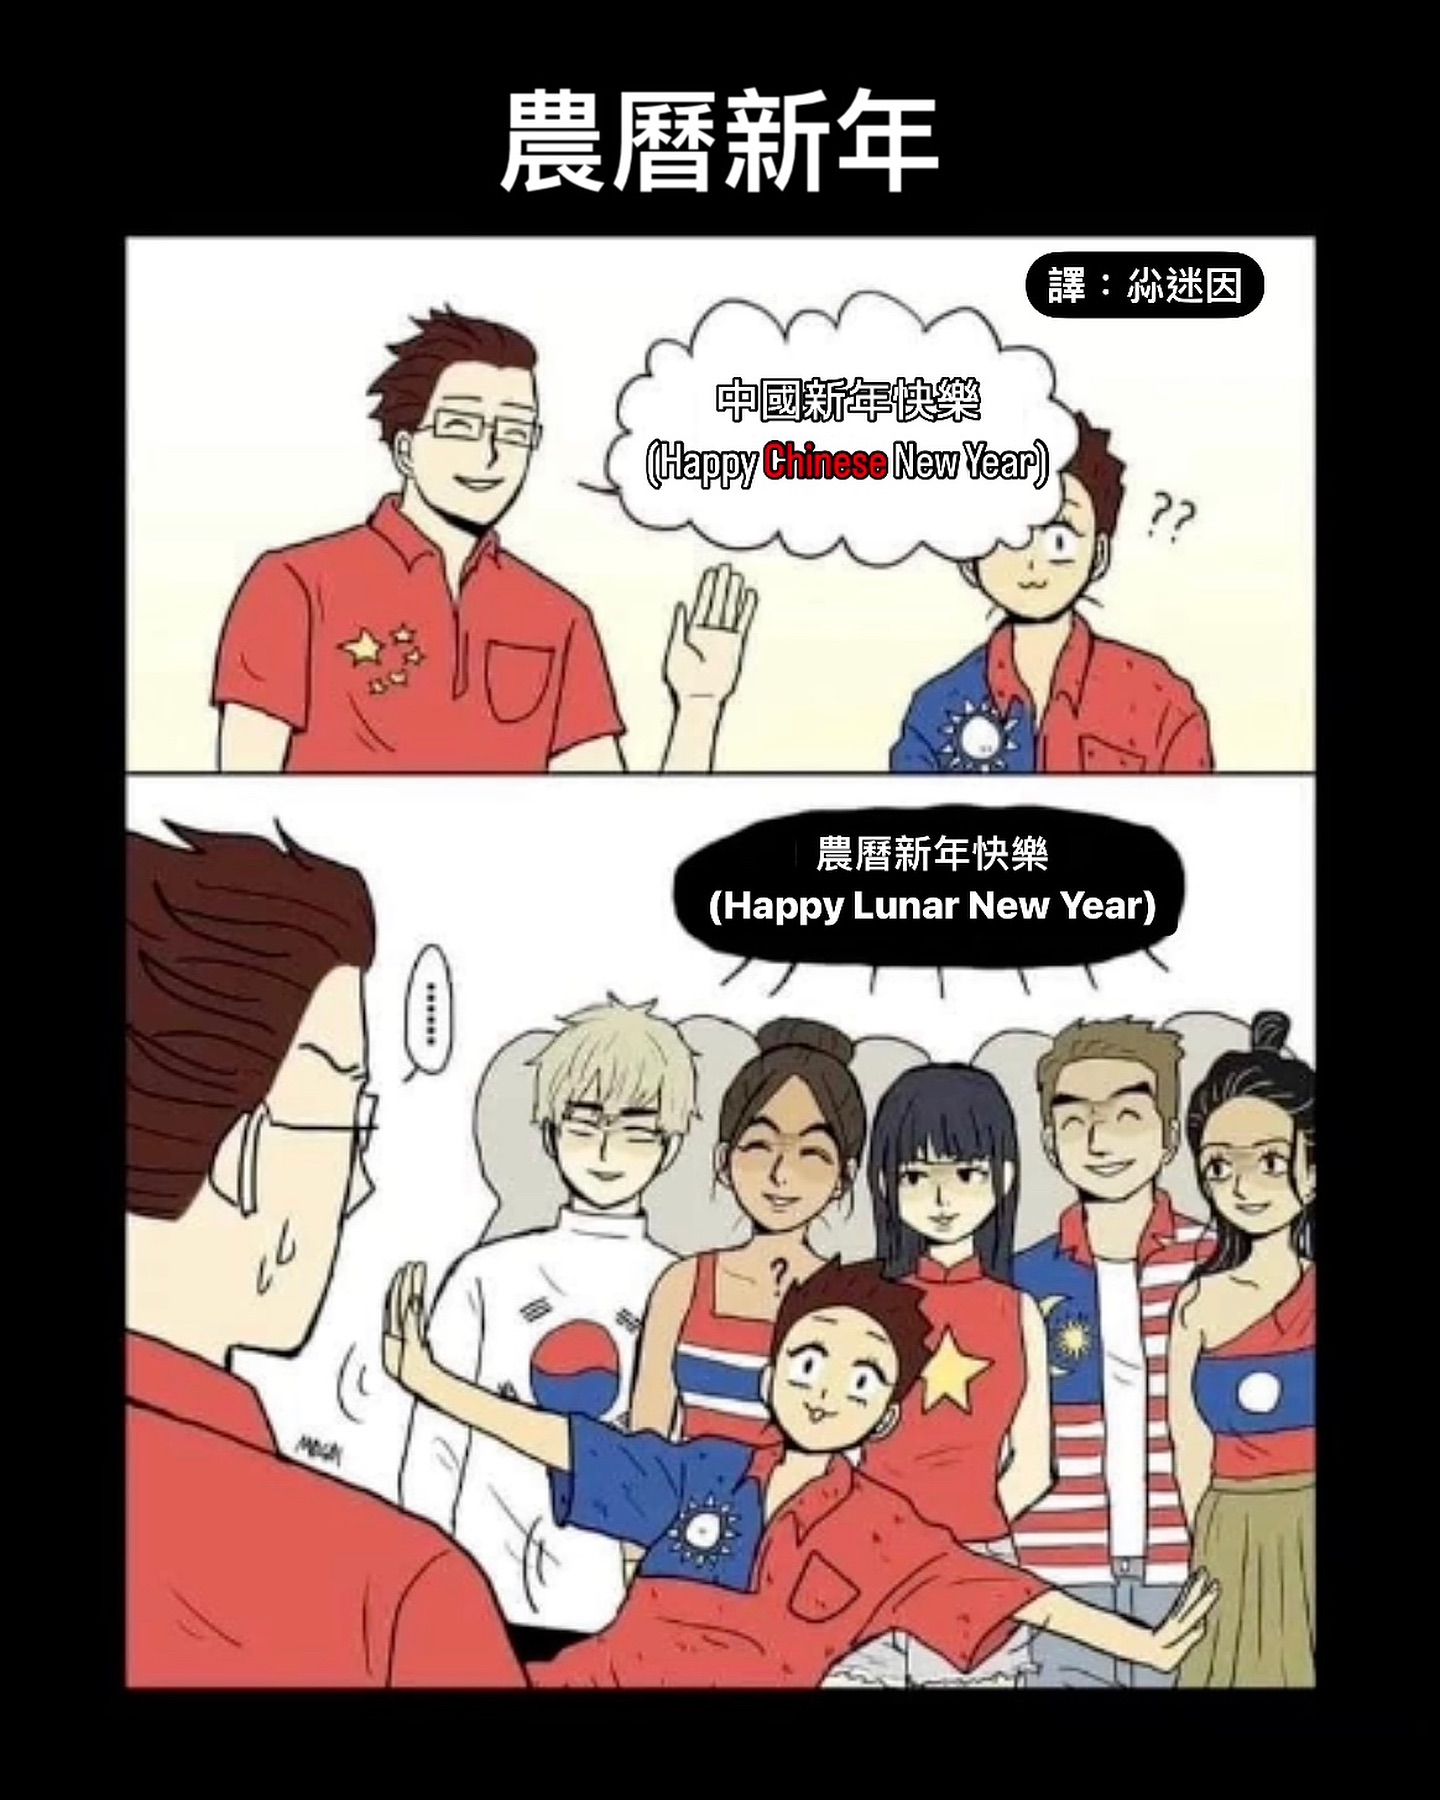 農曆新年
譯：尛迷因
中國新年快樂
(Happy Chinese New Year)
??
農曆新年快樂
(Happy Lunar New Year)
......
?